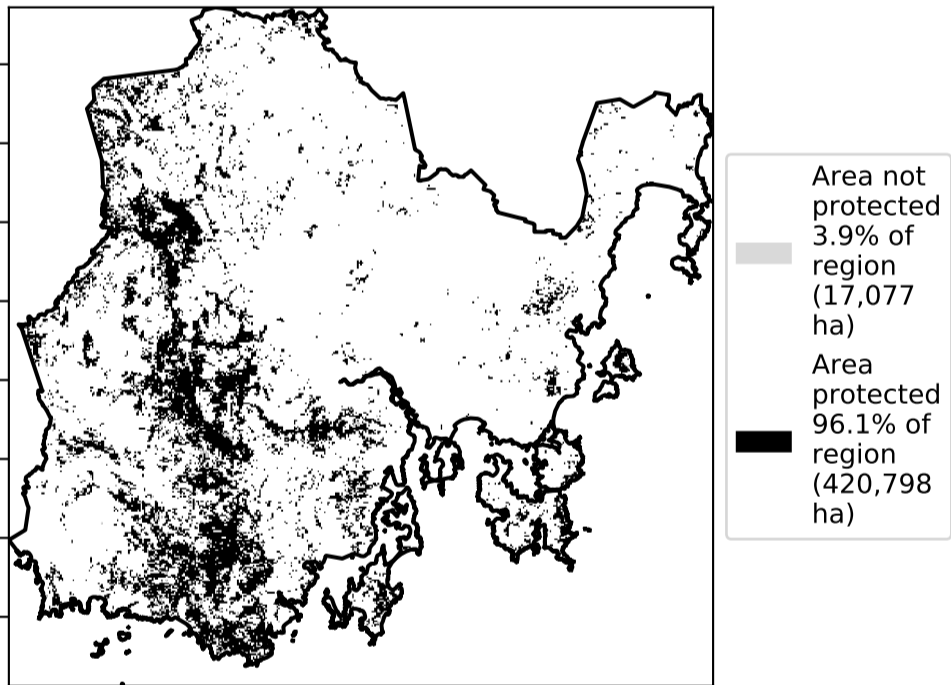 Area not
protected
3.9% of
region
(17,077
ha)
Area
protected
96.1% of
region
(420,798
ha)